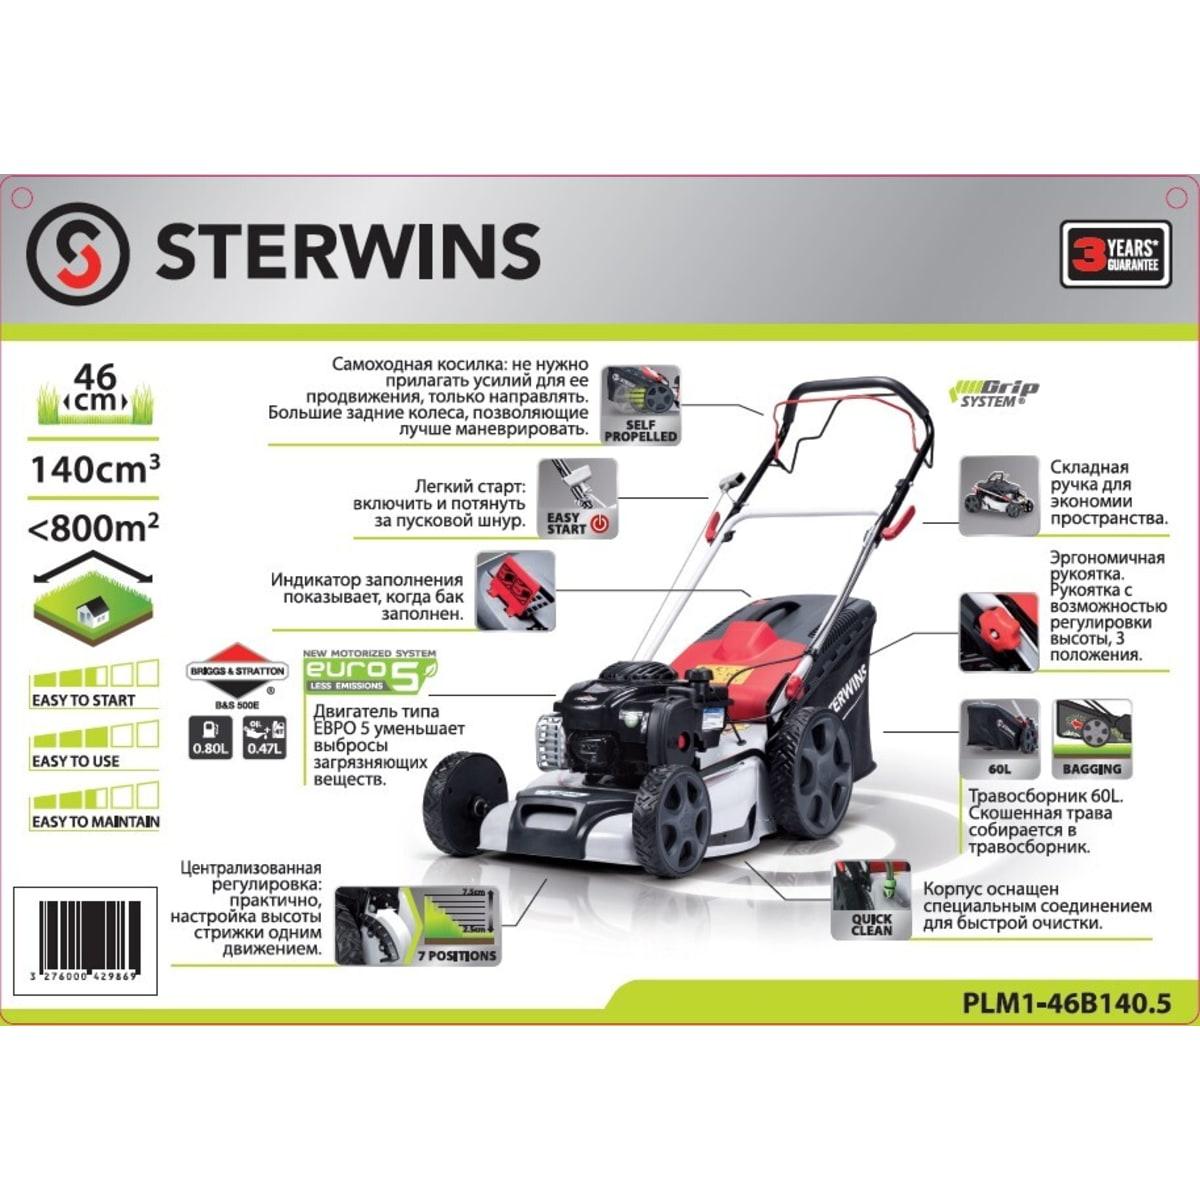 STERWINS
3 YEARS*
GUARANTEE
46
cm
140cm³
<800m²
EASY TO START
EASY TO USE
EASY TO MAINTAIN
Самоходная косилка: не нужно
прилагать усилий для ее
продвижения, только направлять.
Большие задние колеса, позволяющие
лучше маневрировать.
SELF
PROPELLED
Легкий старт:
включить и потянуть
за пусковой шнур.
EASY
START
Индикатор заполнения
показывает, когда бак
заполнен.
BRIGGS & STRATTON
®
B&S 500E
0.80L
OIL
0.47L
NEW MOTORIZED SYSTEM
euro 5
LESS EMISSIONS
Двигатель типа
ЕВРО 5 уменьшает
выбросы
загрязняющих
веществ.
Grip
SYSTEM®
Складная
ручка для
экономии
пространства.
Эргономичная
рукоятка.
Рукоятка с
возможностью
регулировки
высоты, 3
положения.
ERWINS
60L
BAGGING
Травосборник 60L.
Скошенная трава
собирается в
травосборник.
Централизованная
регулировка:
практично,
настройка высоты
стрижки одним
движением.
7.5cm
2.5cm
7 POSITIONS
QUICK
CLEAN
Корпус оснащен
специальным соединением
для быстрой очистки.
3 276000 429869
PLM1-46B140.5